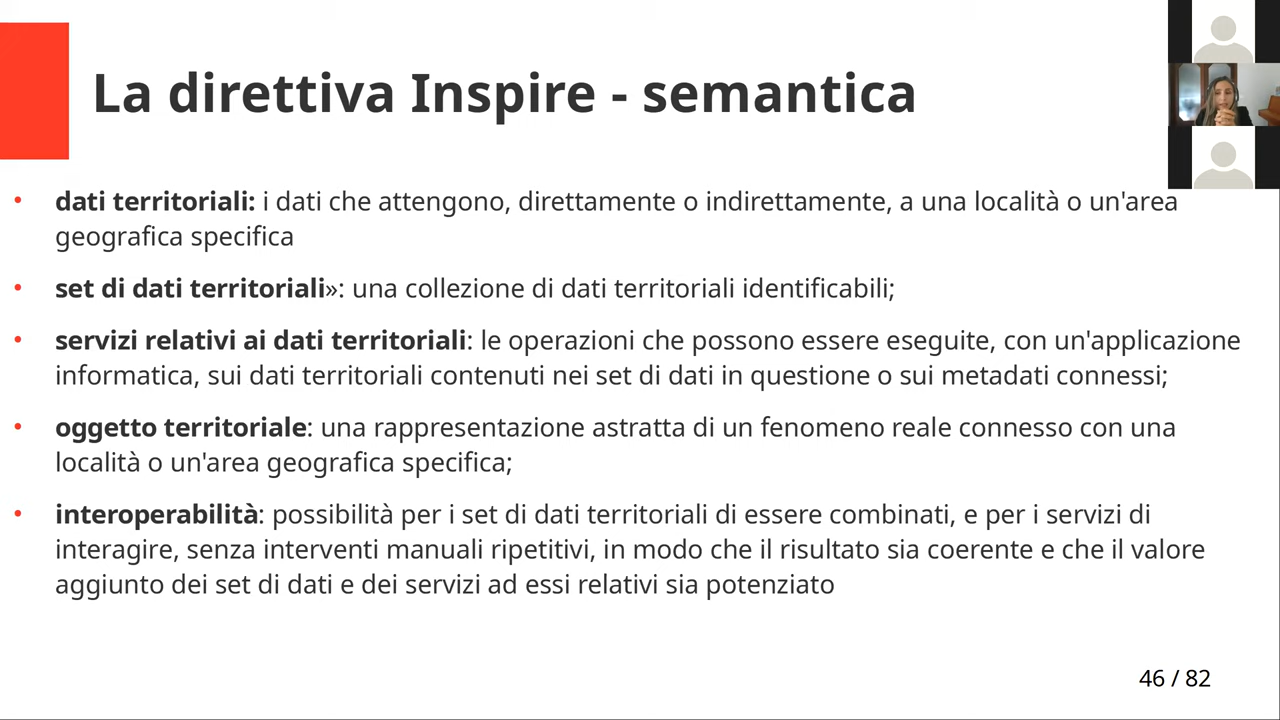 La direttiva Inspire - semantica
• dati territoriali: i dati che attengono, direttamente o indirettamente, a una località o un'area
geografica specifica
• set di dati territoriali»: una collezione di dati territoriali identificabili;
• servizi relativi ai dati territoriali: le operazioni che possono essere eseguite, con un'applicazione
informatica, sui dati territoriali contenuti nei set di dati in questione o sui metadati connessi;
• oggetto territoriale: una rappresentazione astratta di un fenomeno reale connesso con una
località o un'area geografica specifica;
• interoperabilità: possibilità per i set di dati territoriali di essere combinati, e per i servizi di
interagire, senza interventi manuali ripetitivi, in modo che il risultato sia coerente e che il valore
aggiunto dei set di dati e dei servizi ad essi relativi sia potenziato
46 / 82